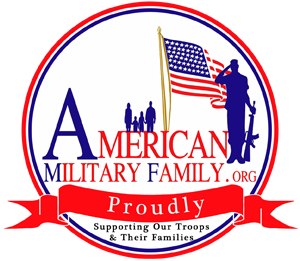 AMERICAN
MILITARY FAMILY.ORG
Proudly
Supporting Our Troops
& Their Families